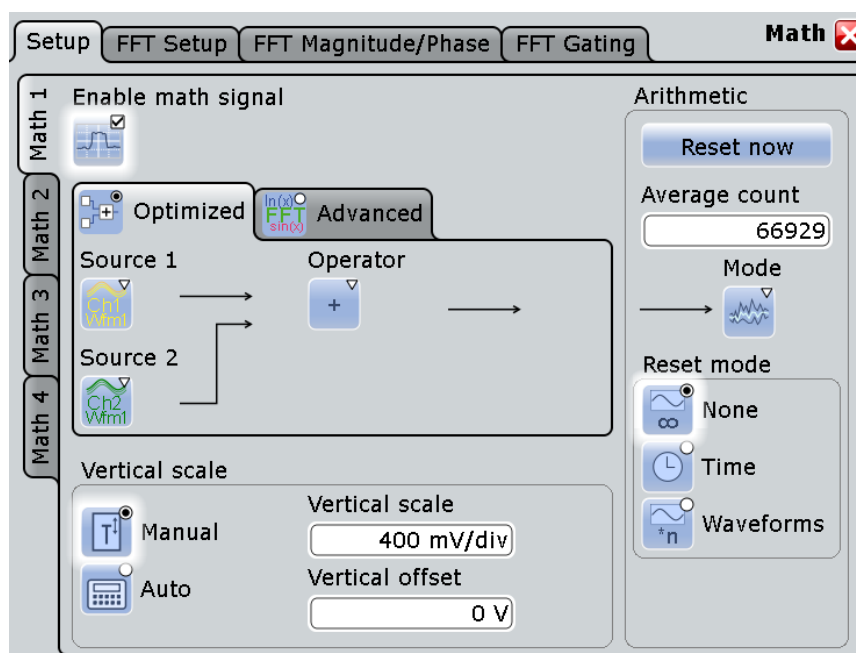 Setup
FFT Setup
FFT Magnitude/Phase
FFT Gating
Math
Math 1
Math 2
Math 3
Math 4
Enable math signal
Optimized
ln(x)
FFT
sin(x)
Advanced
Source 1
Ch1
Wfm1
Operator
+
Source 2
Ch2
Wfm1
Vertical scale
Manual
Auto
Vertical scale
400 mV/div
Vertical offset
0 V
Arithmetic
Reset now
Average count
66929
Mode
Reset mode
∞
None
Time
*n
Waveforms